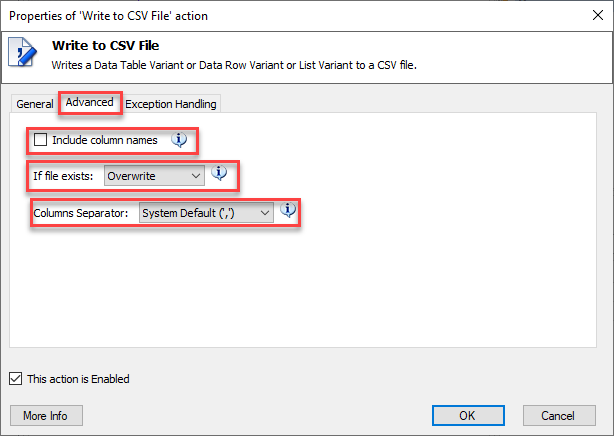 Properties of 'Write to CSV File' action
Write to CSV File
Writes a Data Table Variant or Data Row Variant or List Variant to a CSV file.
General Advanced Exception Handling
Include column names
If file exists: Overwrite
Columns Separator: System Default (',')
This action is Enabled
More Info OK Cancel